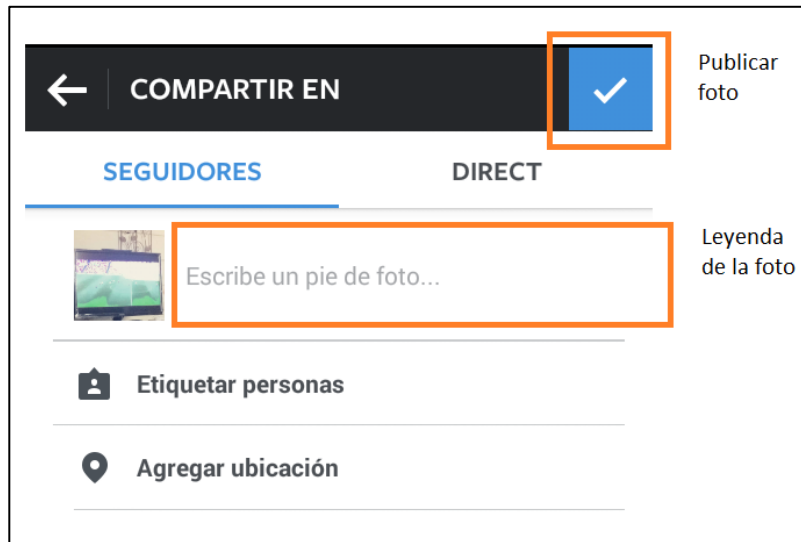 COMPARTIR EN
Publicar
foto
SEGUIDORES
DIRECT
Escribe un pie de foto...
Leyenda
de la foto
Etiquetar personas
Agregar ubicación